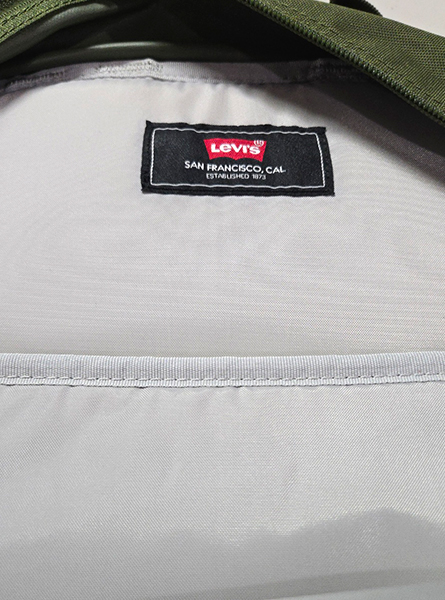 Levi's®
SAN FRANCISCO, CAL.
ESTABLISHED 1873